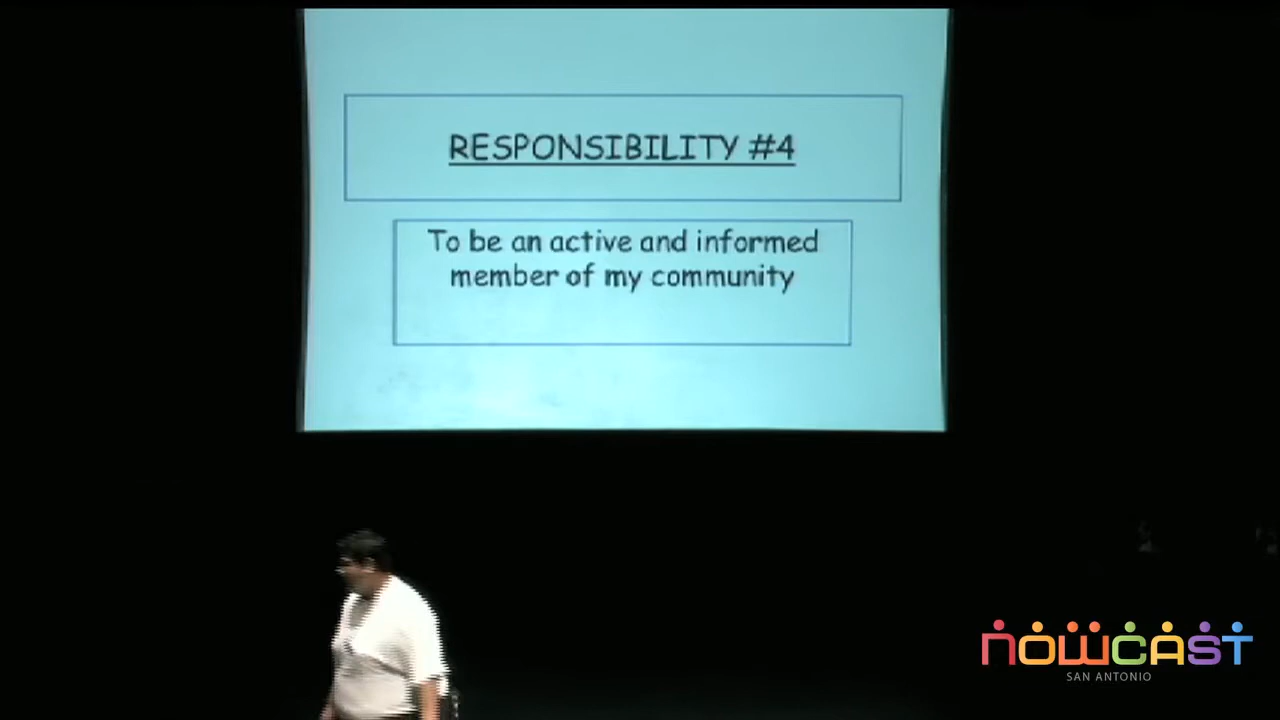 RESPONSIBILITY #4
To be an active and informed
member of my community
nowcast
SAN ANTONIO